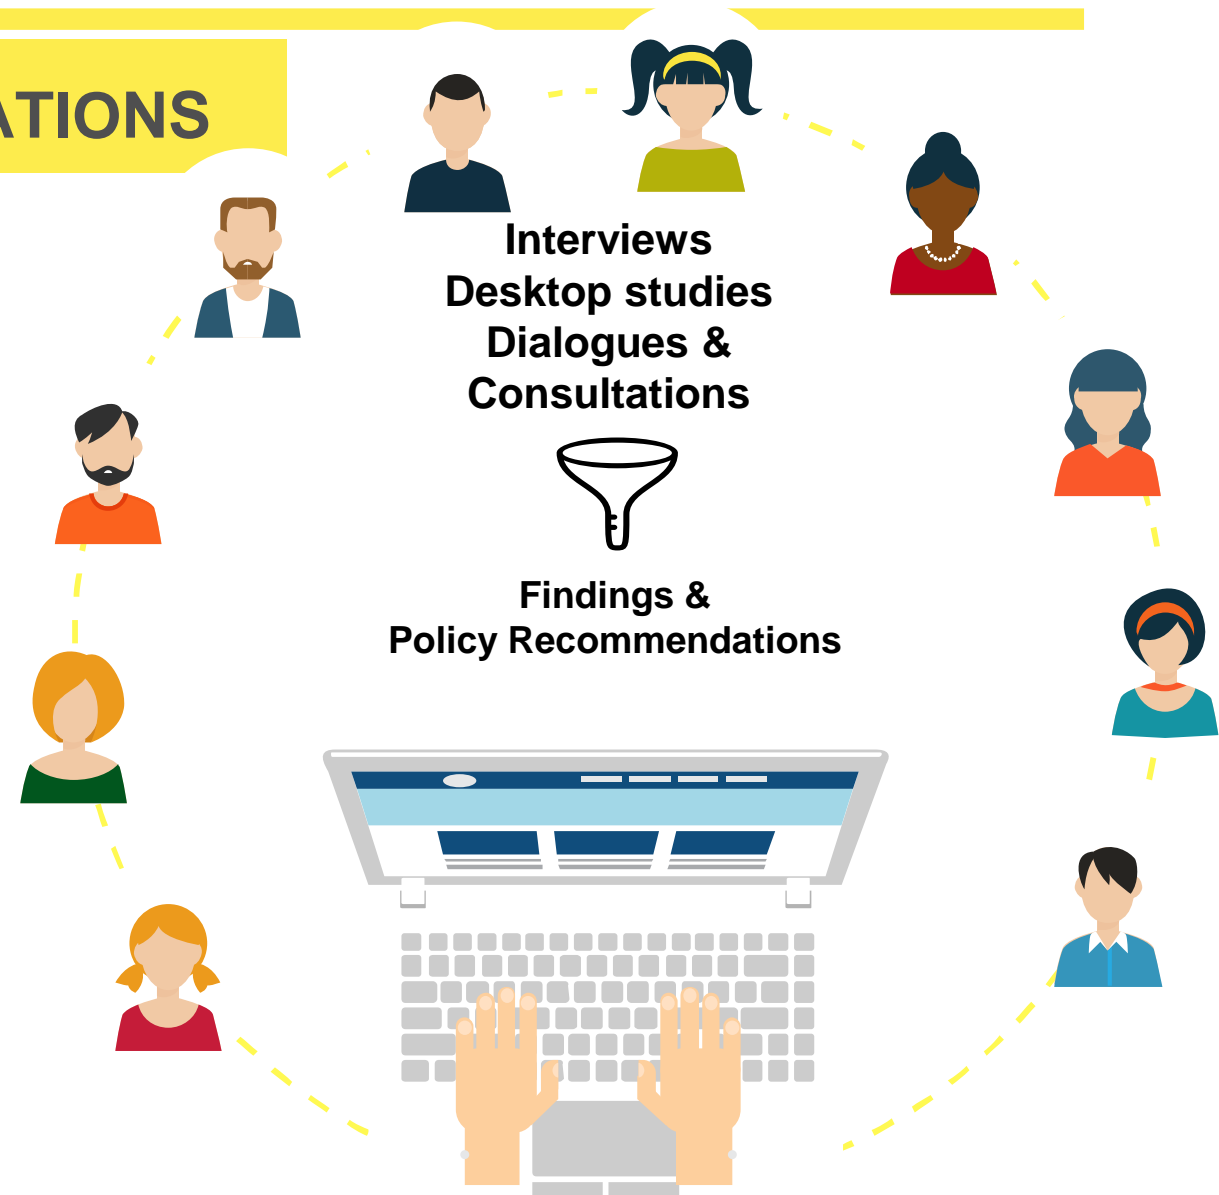 ATIONS
Interviews
Desktop studies
Dialogues &
Consultations
Findings &
Policy Recommendations